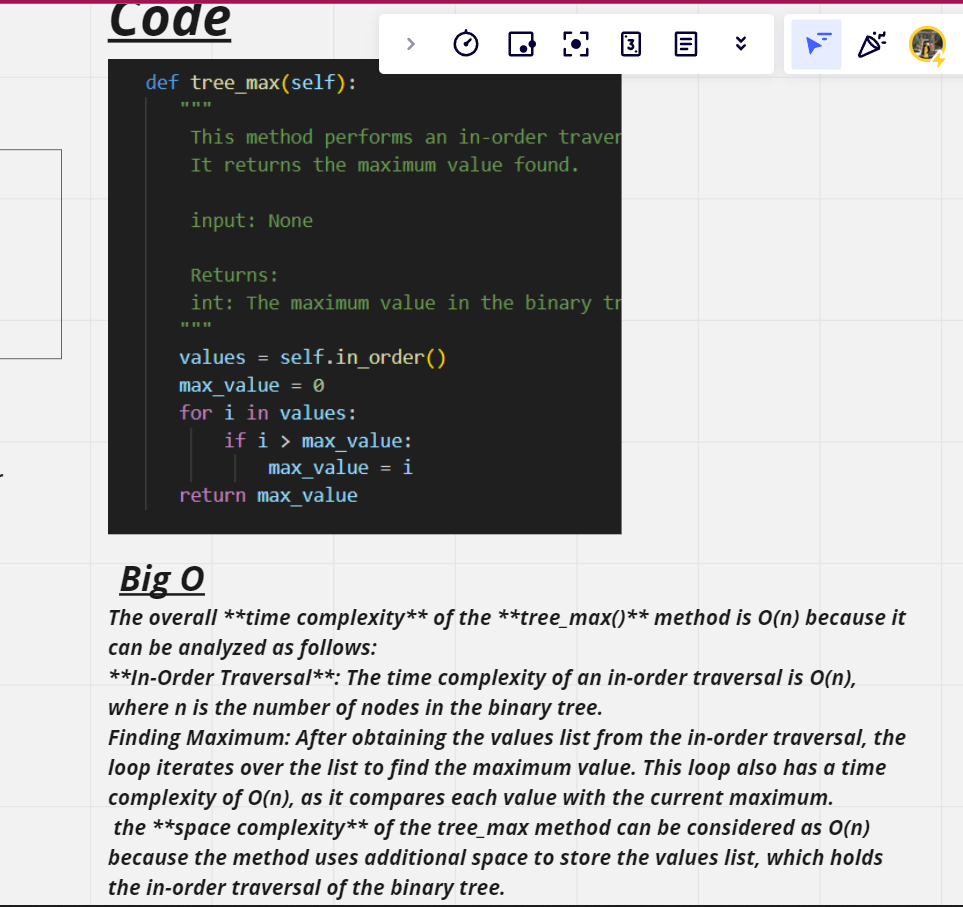 Code
def tree_max(self):
"""
This method performs an in-order traver
It returns the maximum value found.
input: None
Returns:
int: The maximum value in the binary tr
"""
values = self.in_order()
max_value = 0
for i in values:
if i > max_value:
max_value = i
return max_value
Big O
The overall **time complexity** of the **tree_max()** method is O(n) because it
can be analyzed as follows:
**In-Order Traversal**: The time complexity of an in-order traversal is O(n),
where n is the number of nodes in the binary tree.
Finding Maximum: After obtaining the values list from the in-order traversal, the
loop iterates over the list to find the maximum value. This loop also has a time
complexity of O(n), as it compares each value with the current maximum.
the **space complexity** of the tree_max method can be considered as O(n)
because the method uses additional space to store the values list, which holds
the in-order traversal of the binary tree.